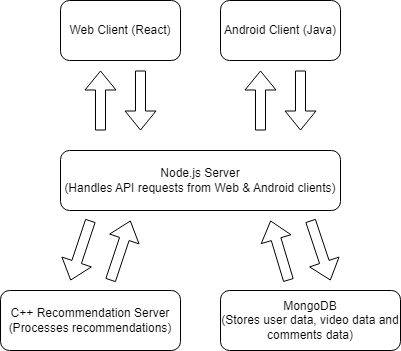 Web Client (React)
Android Client (Java)
Node.js Server
(Handles API requests from Web & Android clients)
C++ Recommendation Server
(Processes recommendations)
MongoDB
(Stores user data, video data and
comments data)